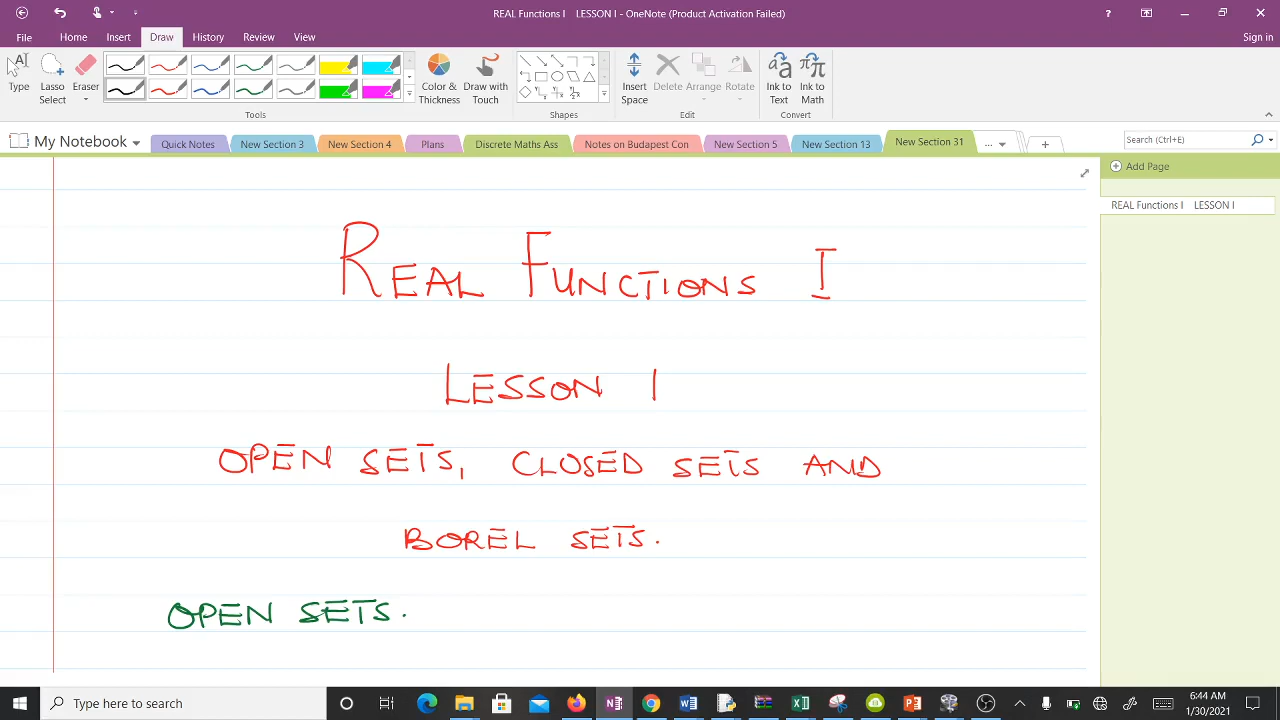 REAL Functions I    LESSON I - OneNote (Product Activation Failed)
File Home Insert Draw History Review View Sign in
Type Lasso Select Eraser Color & Thickness Draw with Touch Insert Space Delete Arrange Rotate Ink to Text Ink to Math
Tools Shapes Edit Convert
My Notebook Quick Notes New Section 3 New Section 4 Plans Discrete Maths Ass Notes on Budapest Con New Section 5 New Section 13 New Section 31 ... Search (Ctrl+E)
Add Page
REAL Functions I    LESSON I
REAL FUNCTIONS I
LESSON 1
OPEN SETS, CLOSED SETS AND
BOREL SETS.
OPEN SETS.
Type here to search
6:44 AM
1/30/2021